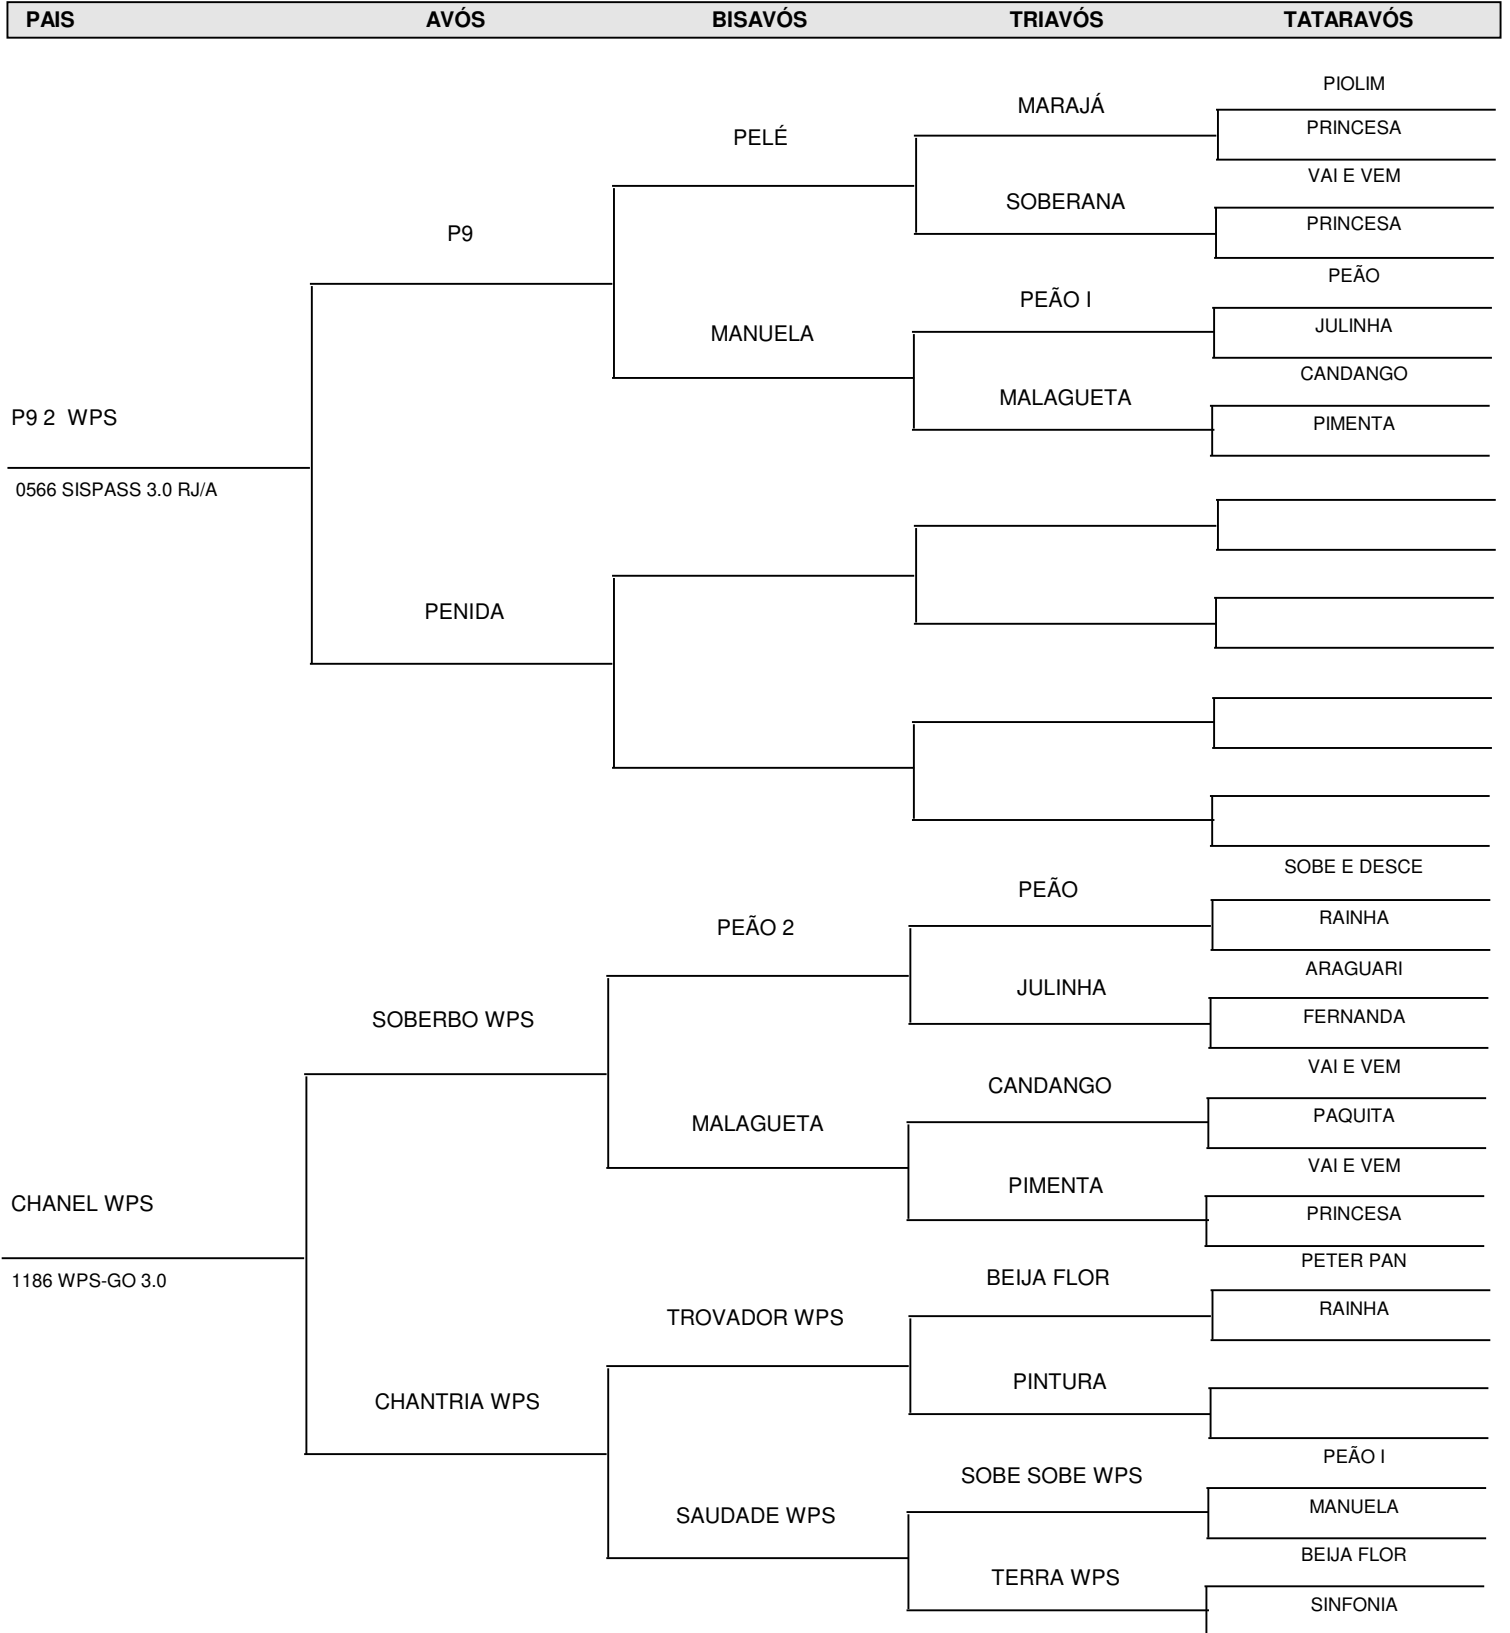 PAIS AVÓS BISAVÓS TRIAVÓS TATARAVÓS
PIOLIM
MARAJÁ
PRINCESA
PELÉ
VAI E VEM
SOBERANA
PRINCESA
P9
PEÃO
PEÃO I
JULINHA
MANUELA
CANDANGO
MALAGUETA
P9 2 WPS
PIMENTA
0566 SISPASS 3.0 RJ/A
PENIDA
SOBE E DESCE
PEÃO
RAINHA
PEÃO 2
ARAGUARI
JULINHA
FERNANDA
SOBERBO WPS
VAI E VEM
CANDANGO
PAQUITA
MALAGUETA
VAI E VEM
PIMENTA
CHANEL WPS
PRINCESA
PETER PAN
BEIJA FLOR
1186 WPS-GO 3.0
RAINHA
TROVADOR WPS
PINTURA
CHANTRIA WPS
PEÃO I
SOBE SOBE WPS
MANUELA
SAUDADE WPS
BEIJA FLOR
TERRA WPS
SINFONIA